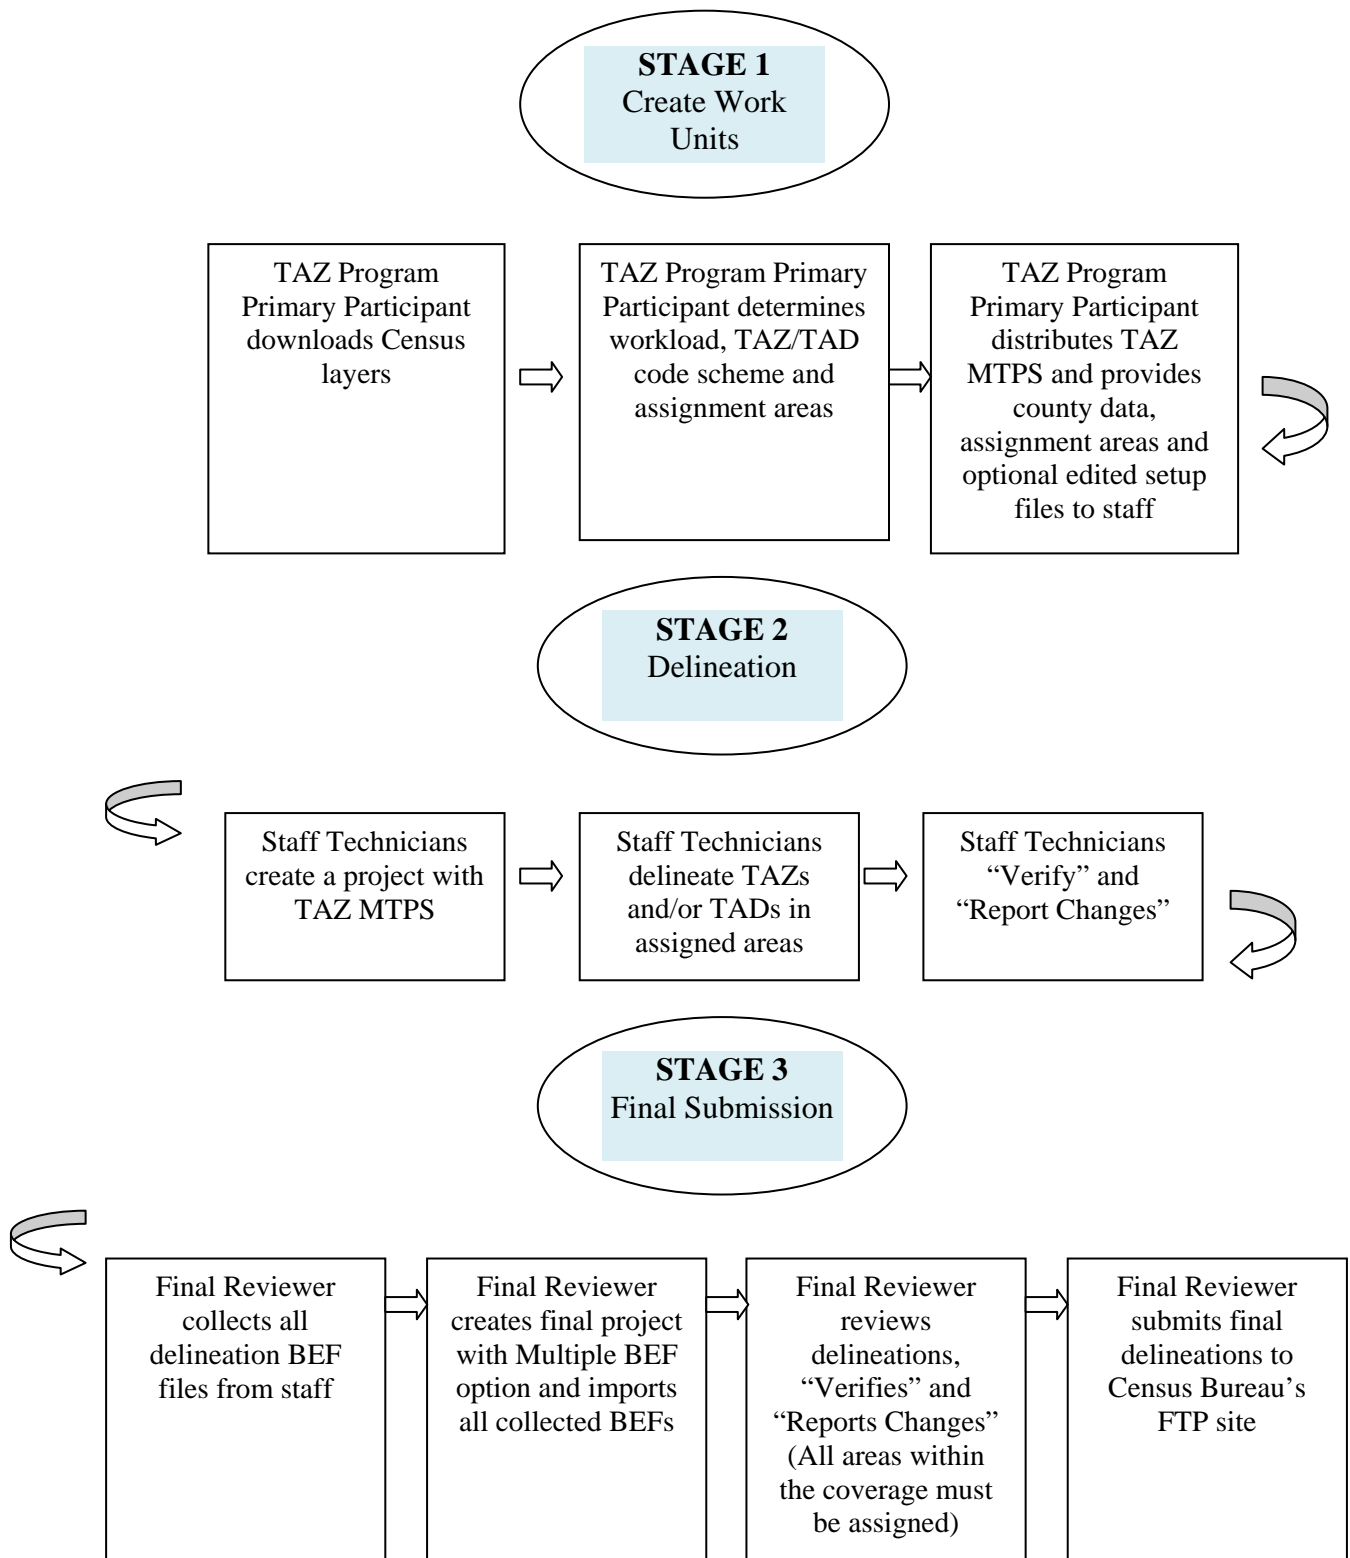 STAGE 1
Create Work
Units
TAZ Program
Primary Participant
downloads Census
layers
TAZ Program Primary
Participant determines
workload, TAZ/TAD
code scheme and
assignment areas
TAZ Program
Primary Participant
distributes TAZ
MTPS and provides
county data,
assignment areas and
optional edited setup
files to staff
STAGE 2
Delineation
Staff Technicians
create a project with
TAZ MTPS
Staff Technicians
delineate TAZs
and/or TADs in
assigned areas
Staff Technicians
“Verify” and
“Report Changes”
STAGE 3
Final Submission
Final Reviewer
collects all
delineation BEF
files from staff
Final Reviewer
creates final project
with Multiple BEF
option and imports
all collected BEFs
Final Reviewer
reviews
delineations,
“Verifies” and
“Reports Changes”
(All areas within
the coverage must
be assigned)
Final Reviewer
submits final
delineations to
Census Bureau’s
FTP site